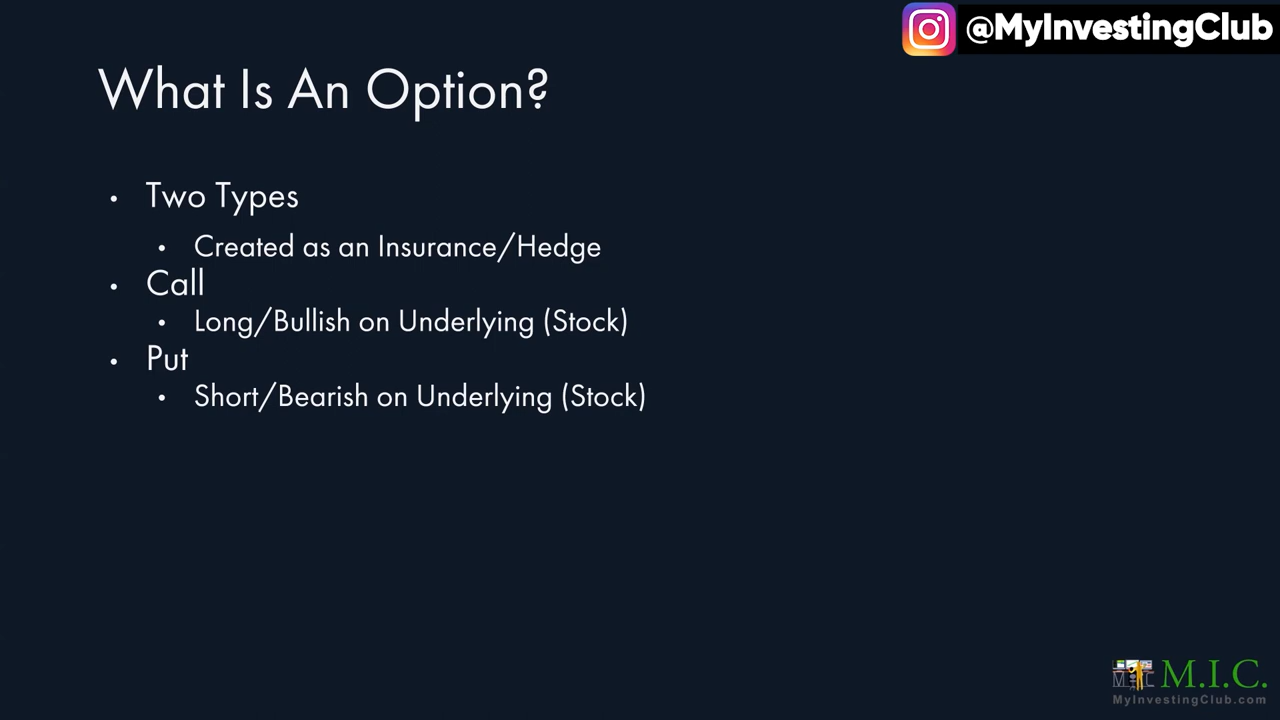 @MyInvestingClub
What Is An Option?
• Two Types
• Created as an Insurance/Hedge
• Call
• Long/Bullish on Underlying (Stock)
• Put
• Short/Bearish on Underlying (Stock)
M.I.C.
MyInvestingClub.com